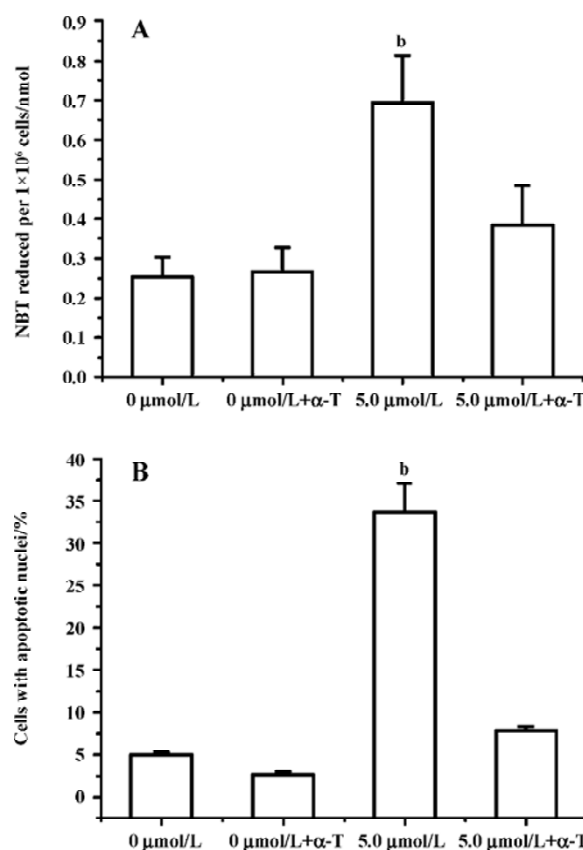 A
b
NBT reduced per 1×10⁶ cells/nmol
0.9
0.8
0.7
0.6
0.5
0.4
0.3
0.2
0.1
0.0
0 μmol/L 0 μmol/L+α-T 5.0 μmol/L 5.0 μmol/L+α-T
B
b
Cells with apoptotic nuclei/%
40
35
30
25
20
15
10
5
0
0 μmol/L 0 μmol/L+α-T 5.0 μmol/L 5.0 μmol/L+α-T